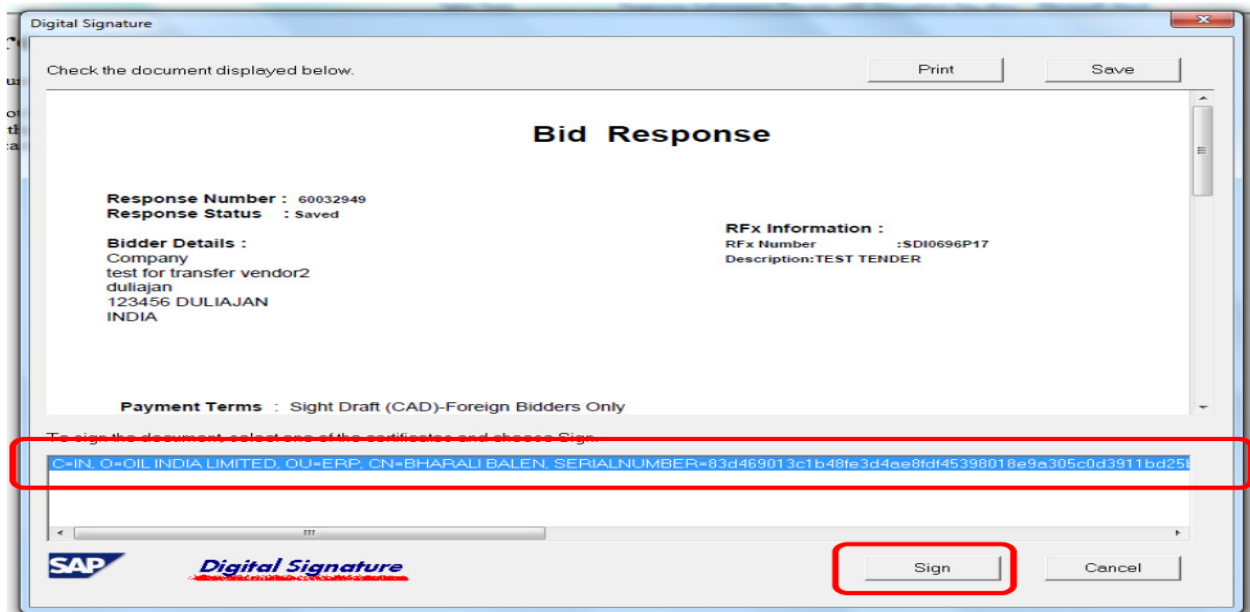 Digital Signature
Check the document displayed below.
Print
Save
Bid Response
Response Number : 60032949
Response Status : Saved
Bidder Details :
Company
test for transfer vendor2
duliajan
123456 DULIAJAN
INDIA
RFx Information :
RFx Number :SDI0696P17
Description:TEST TENDER
Payment Terms : Sight Draft (CAD)-Foreign Bidders Only
To sign the document, select one of the certificates and choose Sign.
C=IN, O=OIL INDIA LIMITED, OU=ERP, CN=BHARALI BALEN, SERIALNUMBER=83d469013c1b48fe3d4ae8fdf45398018e9a305c0d3911bd25
SAP
Digital Signature
Sign
Cancel